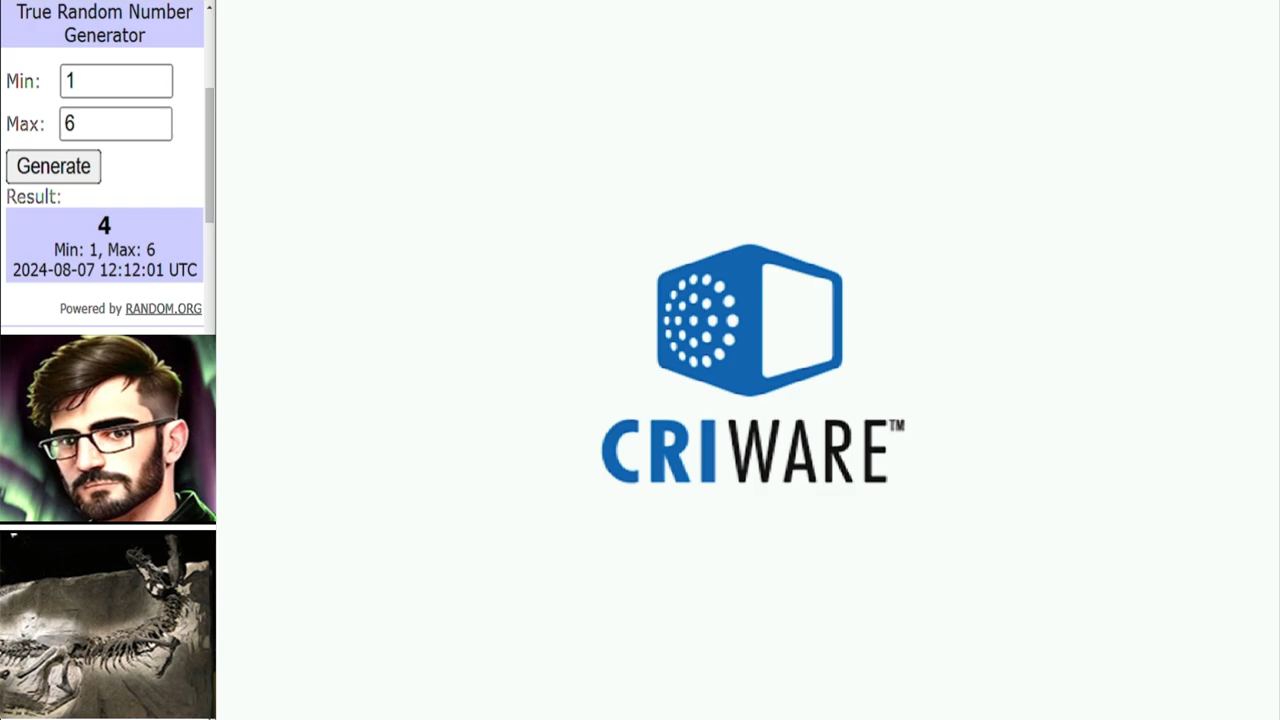 True Random Number
Generator
Min: 1
Max: 6
Generate
Result:
4
Min: 1, Max: 6
2024-08-07 12:12:01 UTC
Powered by RANDOM.ORG
CRIWARE™